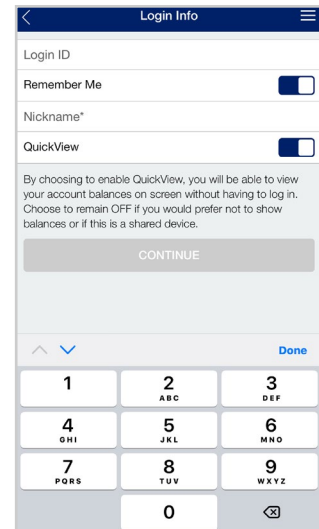 Login Info
Login ID
Remember Me
Nickname*
QuickView
By choosing to enable QuickView, you will be able to view
your account balances on screen without having to log in.
Choose to remain OFF if you would prefer not to show
balances or if this is a shared device.
CONTINUE
Done
1 2 3
ABC DEF
4 5 6
GHI JKL MNO
7 8 9
PQRS TUV WXYZ
0